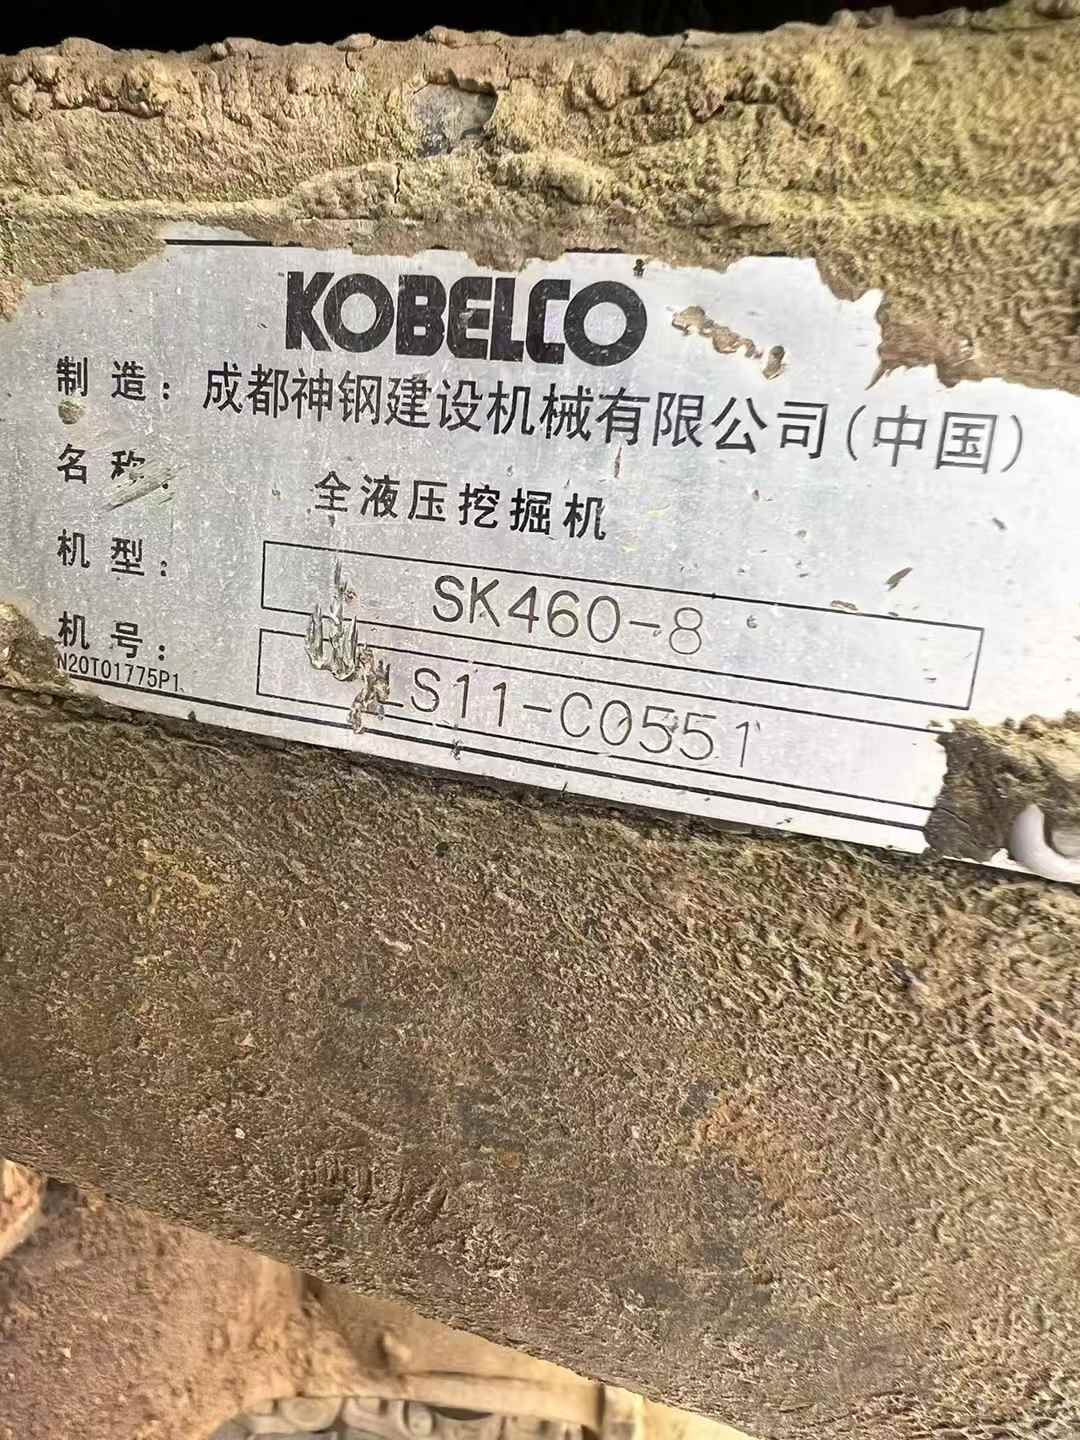 KOBELCO
制 造：成都神钢建设机械有限公司(中国)
名 称：全液压挖掘机
机 型：SK460-8
机 号：LS11-C0551
N20T01775P1